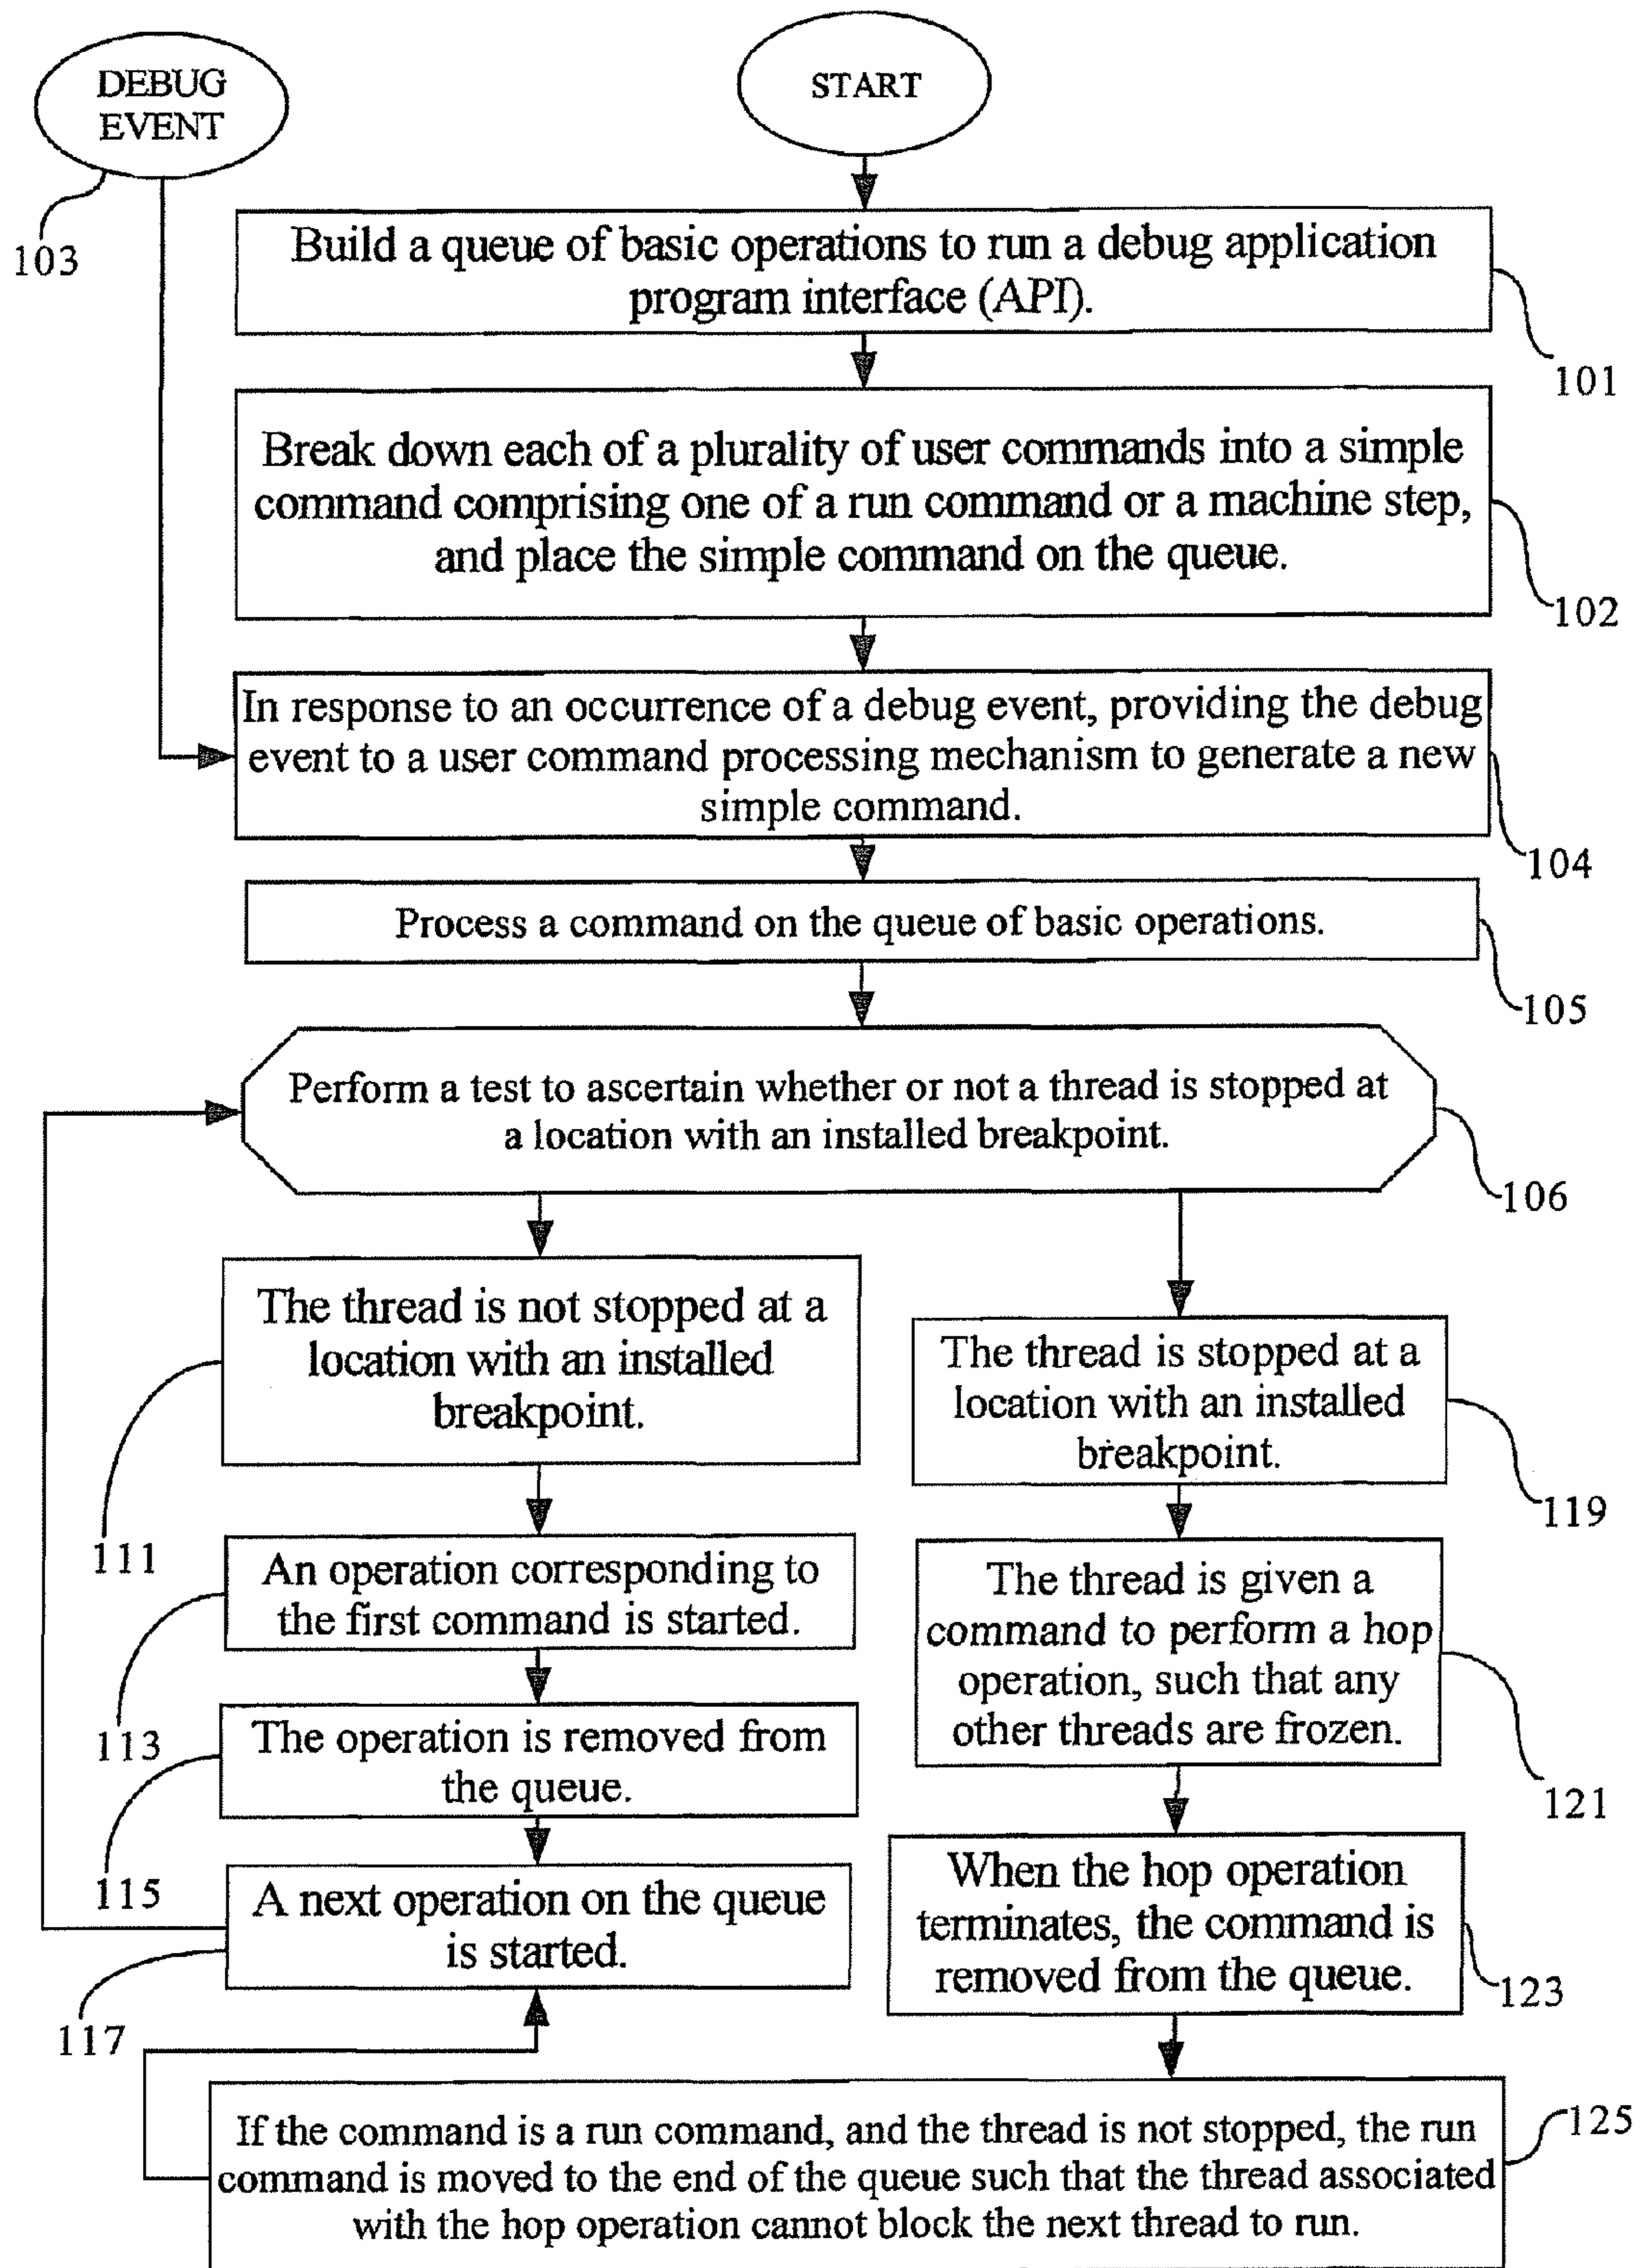 DEBUG
EVENT
START
103
Build a queue of basic operations to run a debug application
program interface (API).
101
Break down each of a plurality of user commands into a simple
command comprising one of a run command or a machine step,
and place the simple command on the queue.
102
In response to an occurrence of a debug event, providing the debug
event to a user command processing mechanism to generate a new
simple command.
104
Process a command on the queue of basic operations.
105
Perform a test to ascertain whether or not a thread is stopped at
a location with an installed breakpoint.
106
The thread is not stopped at a
location with an installed
breakpoint.
111
An operation corresponding to
the first command is started.
113
The operation is removed from
the queue.
115
A next operation on the queue
is started.
117
The thread is stopped at a
location with an installed
breakpoint.
119
The thread is given a
command to perform a hop
operation, such that any
other threads are frozen.
121
When the hop operation
terminates, the command is
removed from the queue.
123
If the command is a run command, and the thread is not stopped, the run
command is moved to the end of the queue such that the thread associated
with the hop operation cannot block the next thread to run.
125